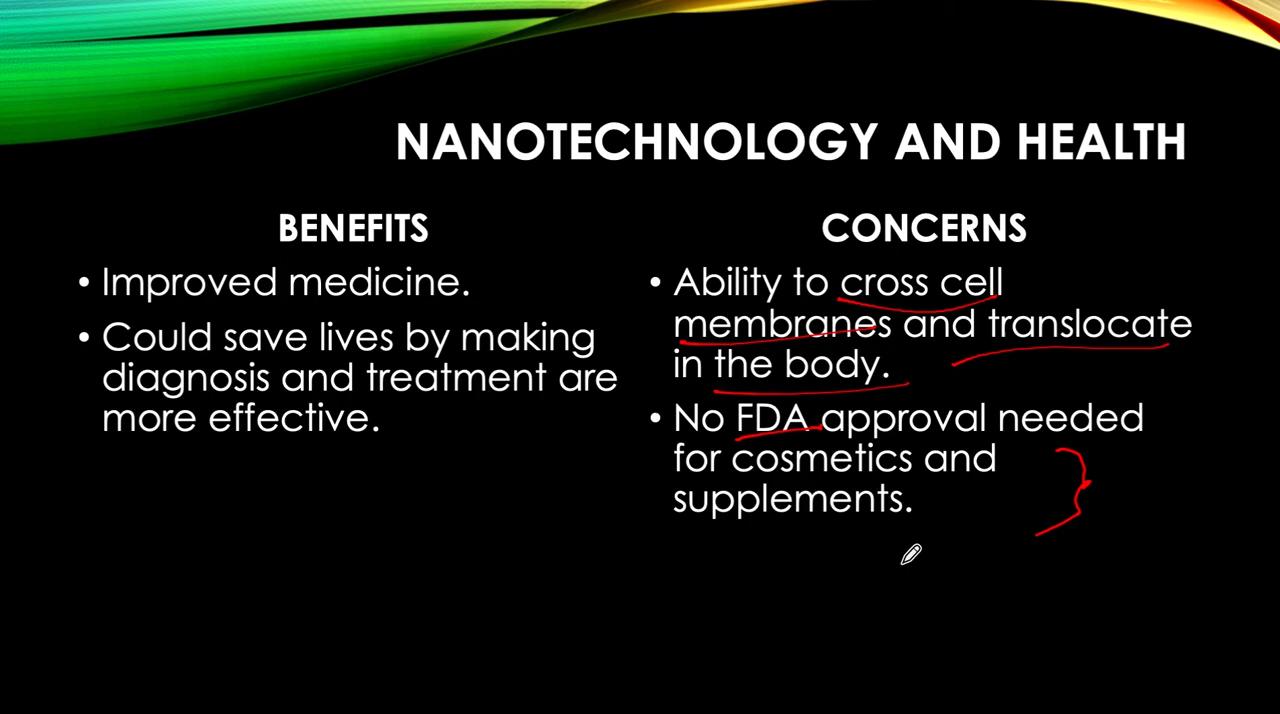 NANOTECHNOLOGY AND HEALTH
BENEFITS
• Improved medicine.
• Could save lives by making
diagnosis and treatment are
more effective.
CONCERNS
• Ability to cross cell
membranes and translocate
in the body.
• No FDA approval needed
for cosmetics and
supplements.